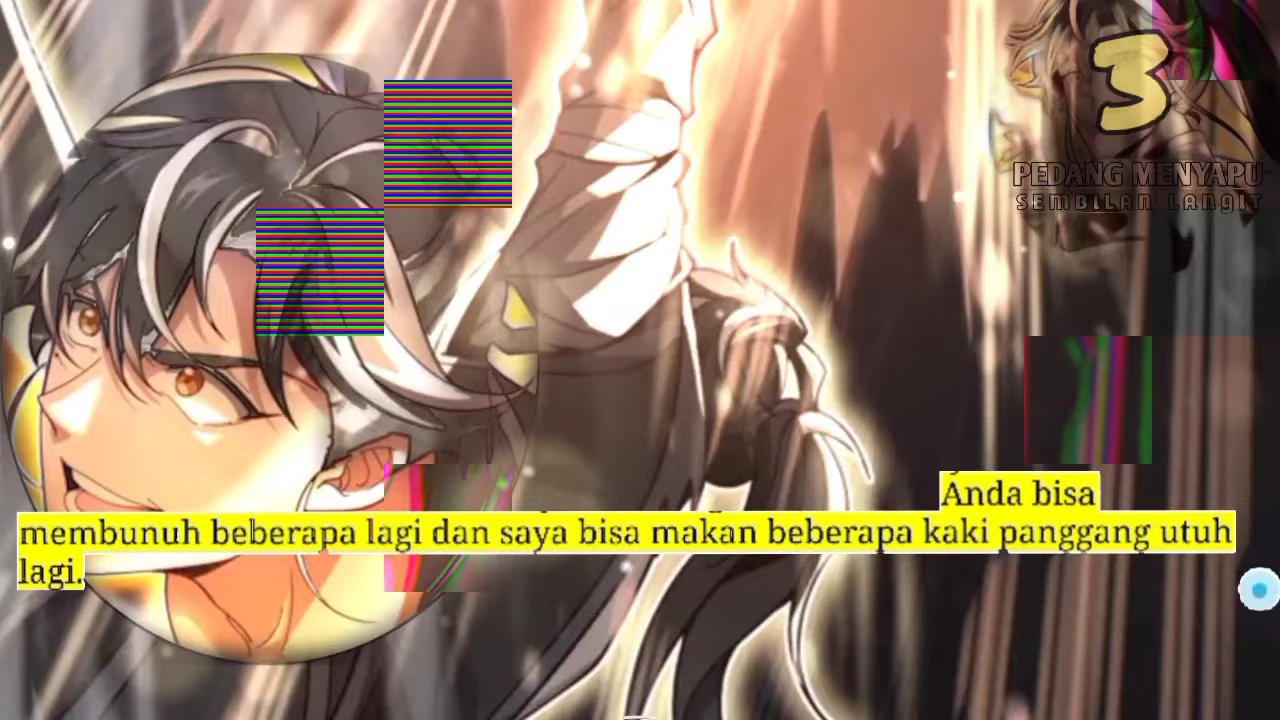 3
PEDANG MENYAPU
SEMBILAN LANGIT
Anda bisa
membunuh beberapa lagi dan saya bisa makan beberapa kaki panggang utuh
lagi.